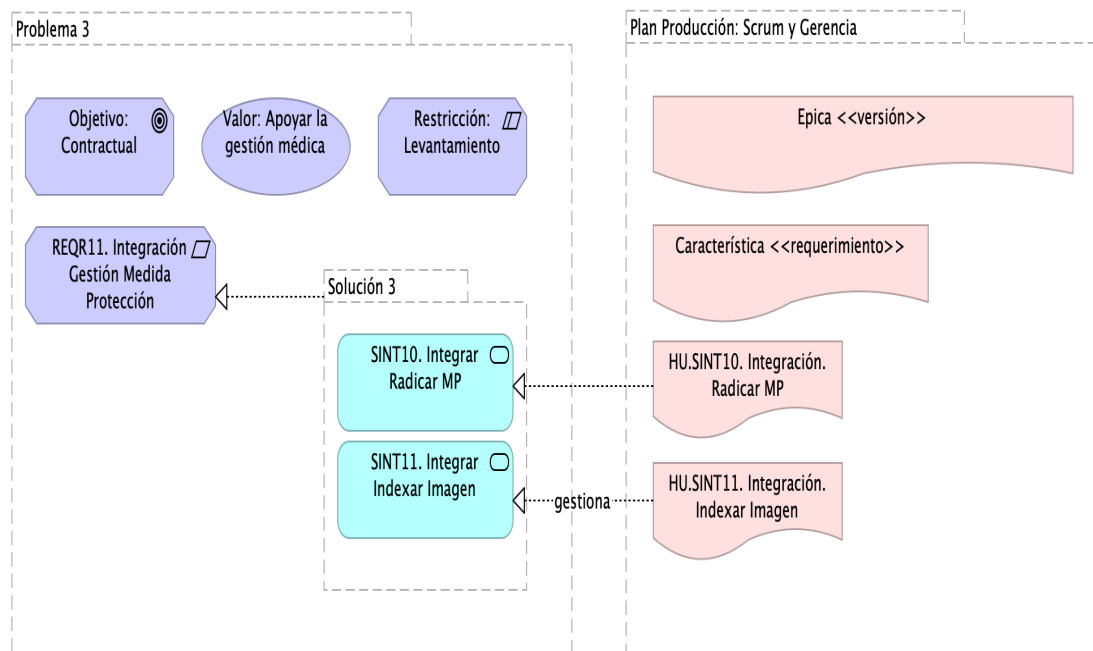 Problema 3
Plan Producción: Scrum y Gerencia
Objetivo:
Contractual
Valor: Apoyar la
gestión médica
Restricción:
Levantamiento
Epica <<versión>>
REQR11. Integración
Gestión Medida
Protección
Característica <<requerimiento>>
Solución 3
SINT10. Integrar
Radicar MP
HU.SINT10. Integración.
Radicar MP
SINT11. Integrar
Indexar Imagen
gestiona
HU.SINT11. Integración.
Indexar Imagen